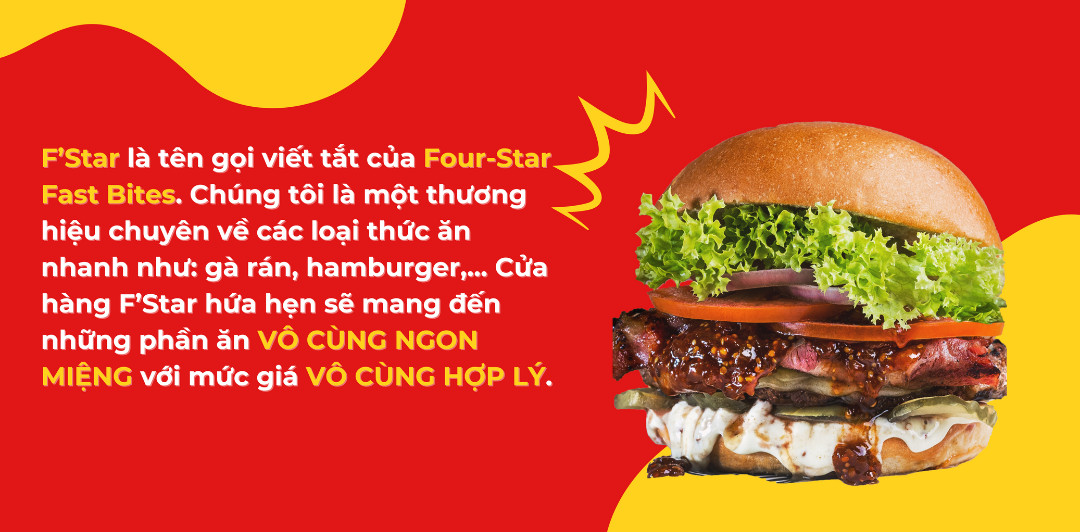 F’Star là tên gọi viết tắt của Four-Star
Fast Bites. Chúng tôi là một thương
hiệu chuyên về các loại thức ăn
nhanh như: gà rán, hamburger,... Cửa
hàng F’Star hứa hẹn sẽ mang đến
những phần ăn VÔ CÙNG NGON
MIỆNG với mức giá VÔ CÙNG HỢP LÝ.